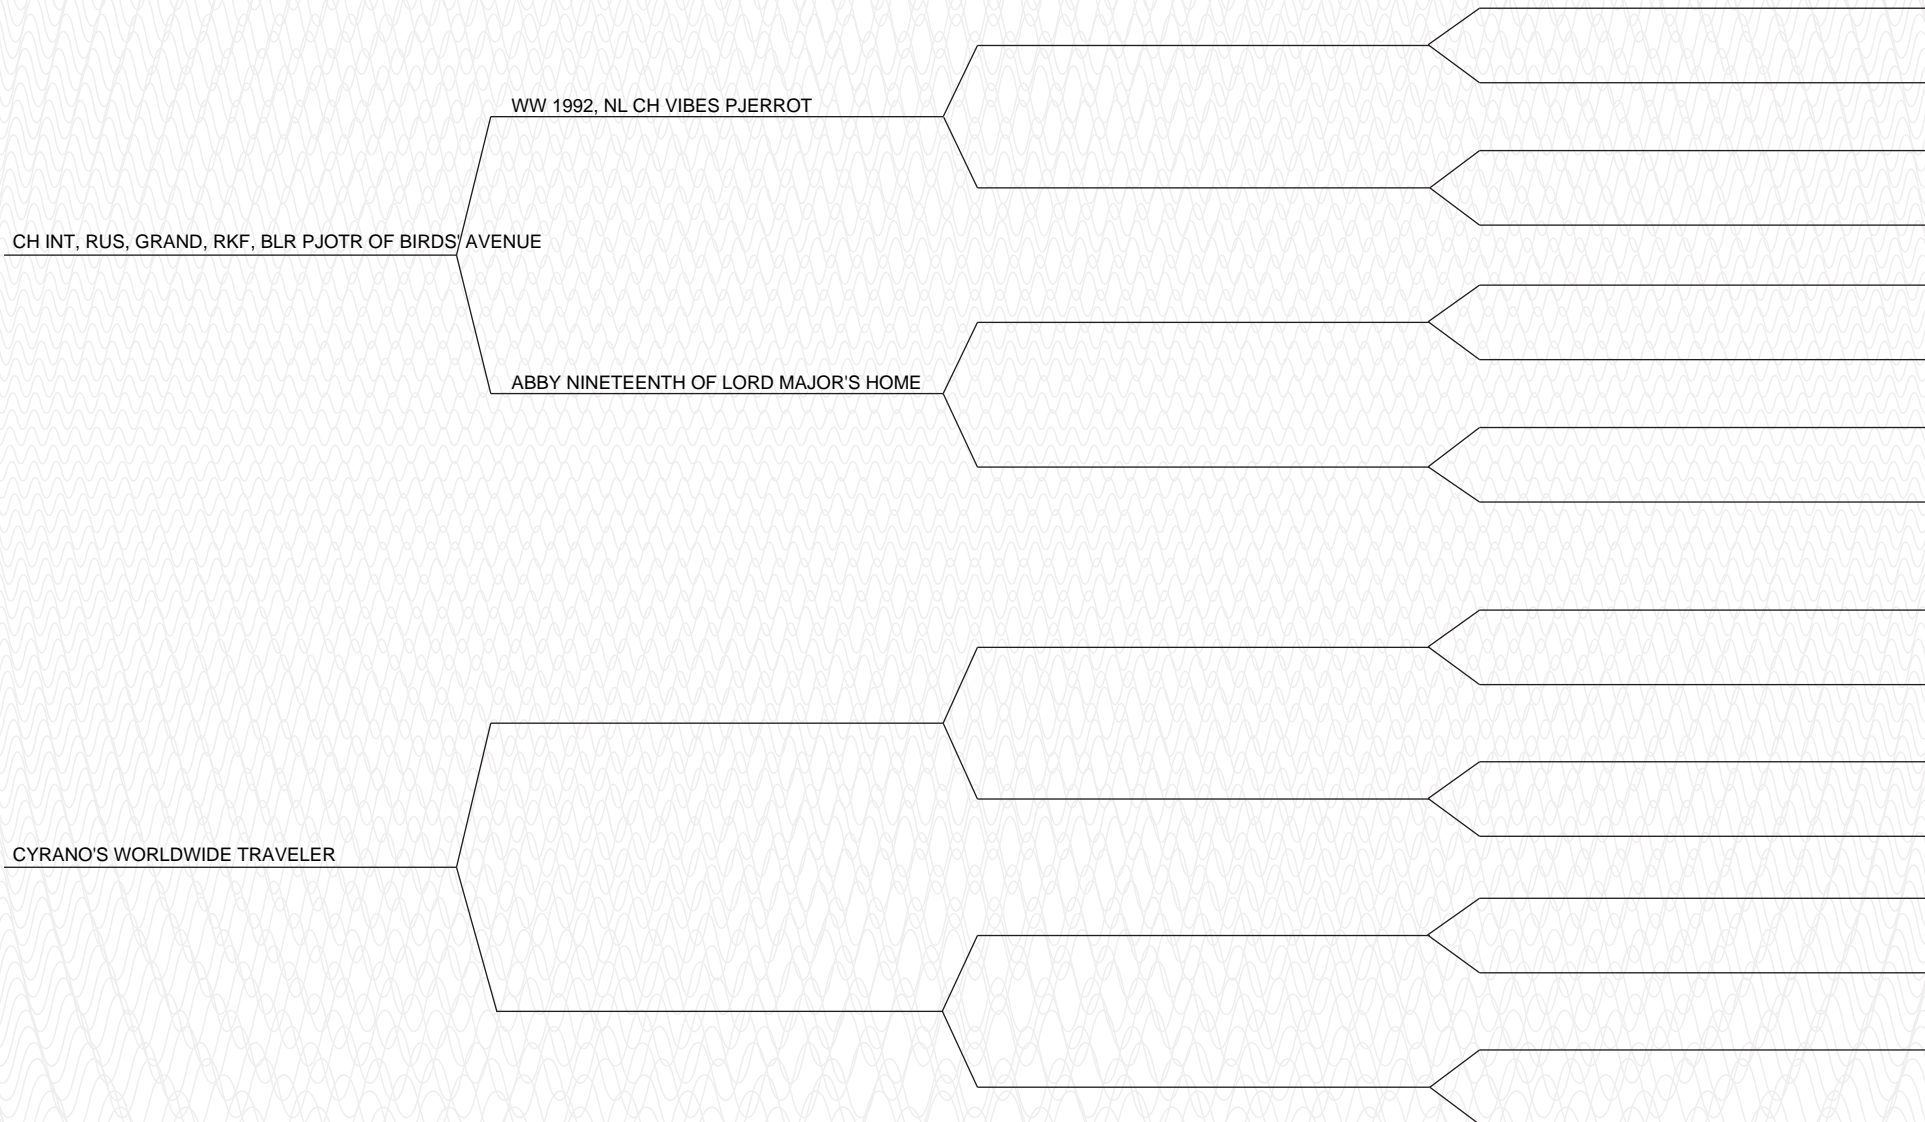 WW 1992, NL CH VIBES PJERROT
CH INT, RUS, GRAND, RKF, BLR PJOTR OF BIRDS' AVENUE
ABBY NINETEENTH OF LORD MAJOR'S HOME
CYRANO'S WORLDWIDE TRAVELER